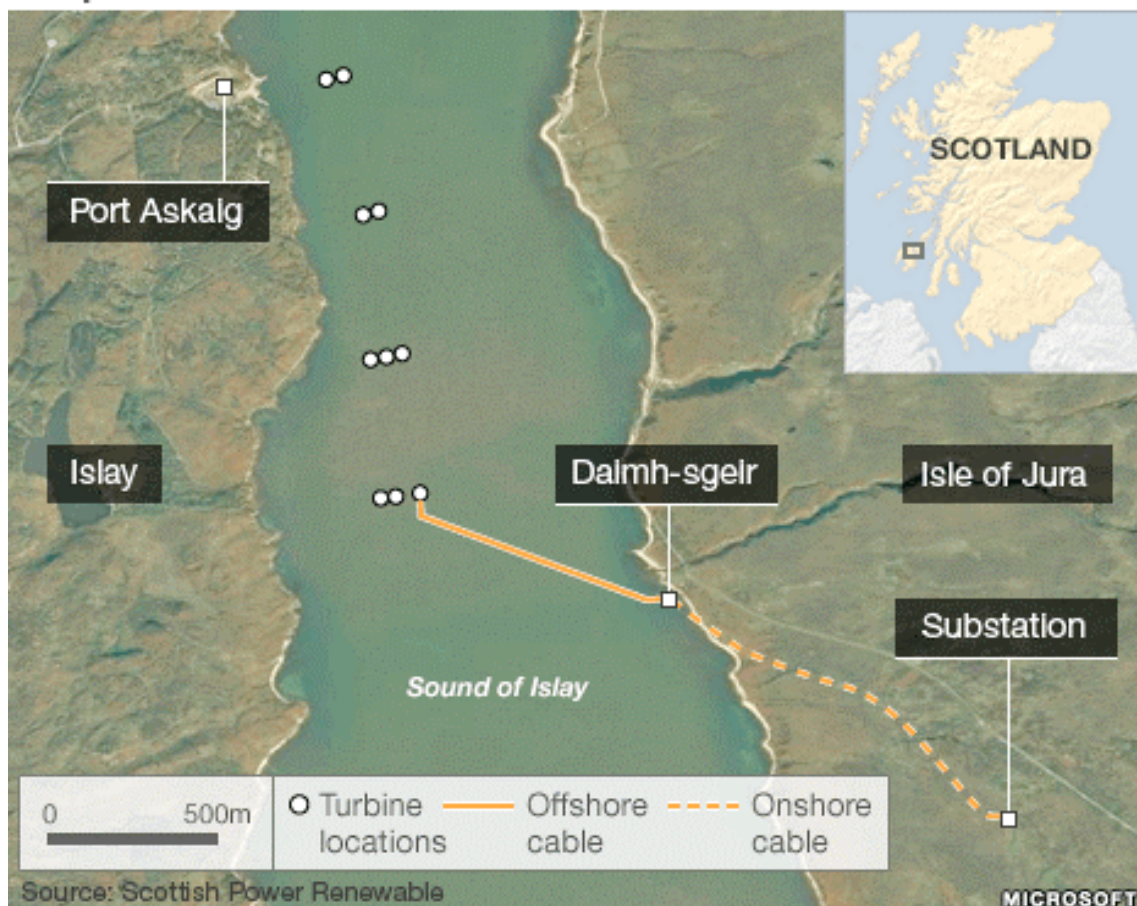 SCOTLAND
Port Askaig
Islay
Daimh-sgeir
Isle of Jura
Substation
Sound of Islay
0 500m
Turbine locations
Offshore cable
Onshore cable
Source: Scottish Power Renewable
MICROSOFT